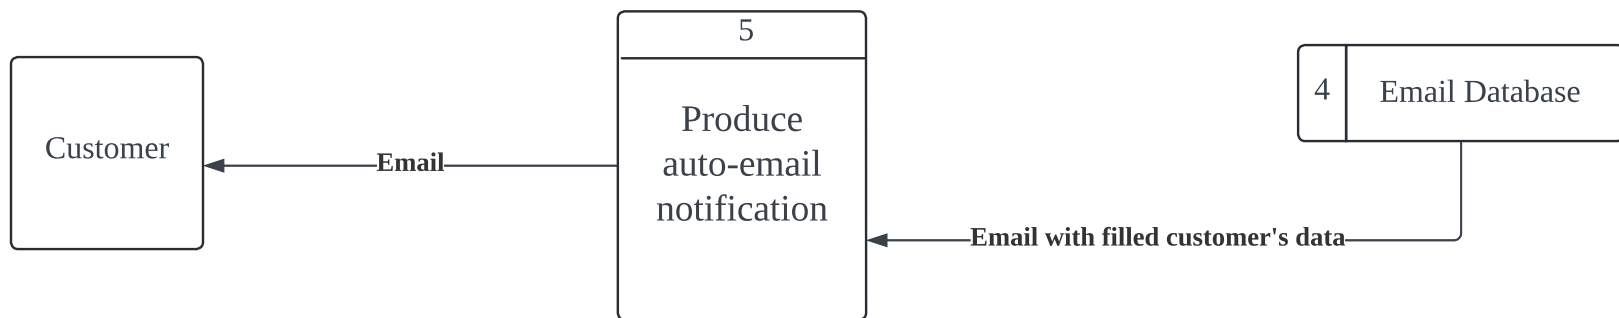 5
Customer
Email
Produce
auto-email
notification
4
Email Database
Email with filled customer's data